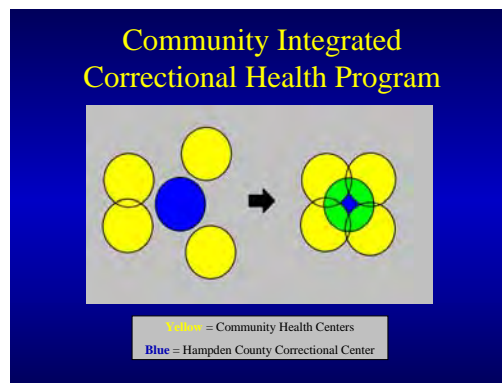 Community Integrated
Correctional Health Program
Yellow = Community Health Centers
Blue = Hampden County Correctional Center